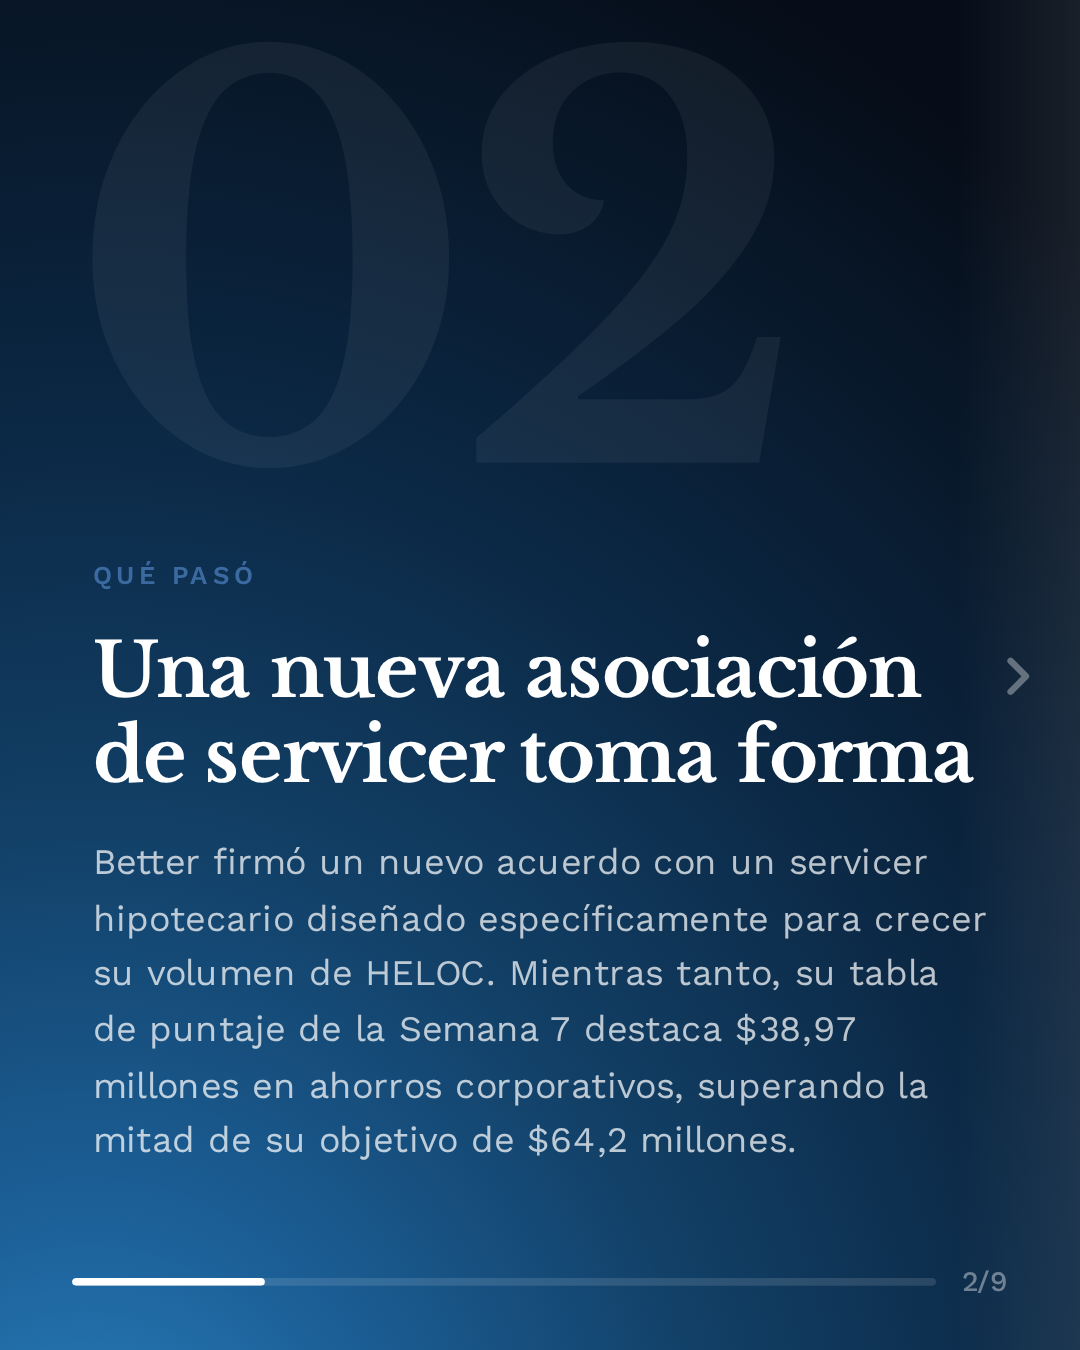 02
QUÉ PASÓ
Una nueva asociación
de servicer toma forma
Better firmó un nuevo acuerdo con un servicer
hipotecario diseñado específicamente para crecer
su volumen de HELOC. Mientras tanto, su tabla
de puntaje de la Semana 7 destaca $38,97
millones en ahorros corporativos, superando la
mitad de su objetivo de $64,2 millones.
2/9